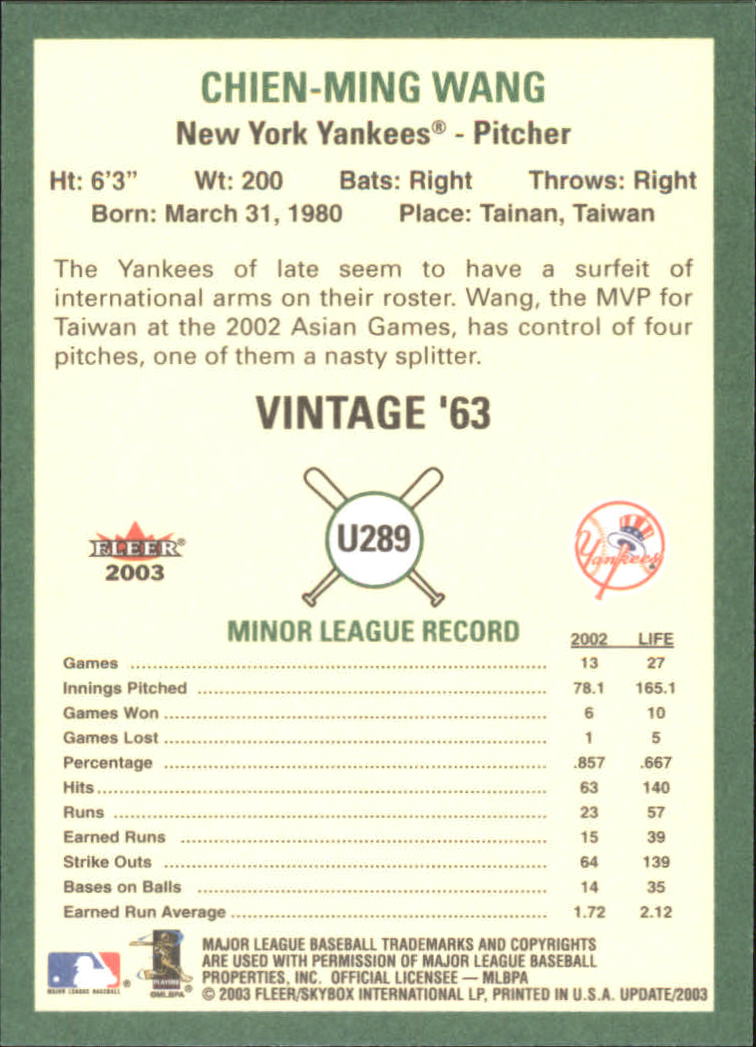 CHIEN-MING WANG
New York Yankees® - Pitcher
Ht: 6'3" Wt: 200 Bats: Right Throws: Right
Born: March 31, 1980 Place: Tainan, Taiwan
The Yankees of late seem to have a surfeit of
international arms on their roster. Wang, the MVP for
Taiwan at the 2002 Asian Games, has control of four
pitches, one of them a nasty splitter.
VINTAGE '63
U289
FLEER®
2003
Yankees
MINOR LEAGUE RECORD
2002 LIFE
Games 13 27
Innings Pitched 78.1 165.1
Games Won 6 10
Games Lost 1 5
Percentage .857 .667
Hits 63 140
Runs 23 57
Earned Runs 15 39
Strike Outs 64 139
Bases on Balls 14 35
Earned Run Average 1.72 2.12
MAJOR LEAGUE BASEBALL®
PLAYERS
©MLBPA®
MAJOR LEAGUE BASEBALL TRADEMARKS AND COPYRIGHTS
ARE USED WITH PERMISSION OF MAJOR LEAGUE BASEBALL
PROPERTIES, INC. OFFICIAL LICENSEE — MLBPA
© 2003 FLEER/SKYBOX INTERNATIONAL LP, PRINTED IN U.S.A. UPDATE/2003